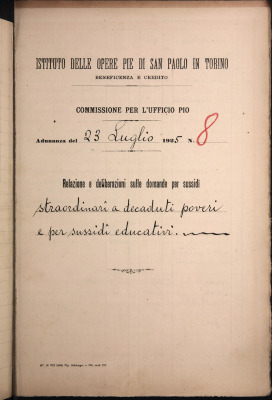 ISTITUTO DELLE OPERE PIE DI SAN PAOLO IN TORINO
BENEFICENZA E CREDITO
COMMISSIONE PER L'UFFICIO PIO
Adunanza del 23 Luglio 1925 N. 8
Relazione e deliberazioni sulle domande per sussidi
straordinari a decaduti poveri
e per sussidi educativi.